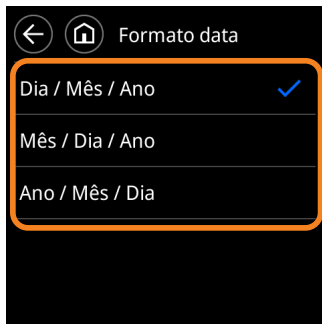 Formato data
Dia / Mês / Ano
Mês / Dia / Ano
Ano / Mês / Dia